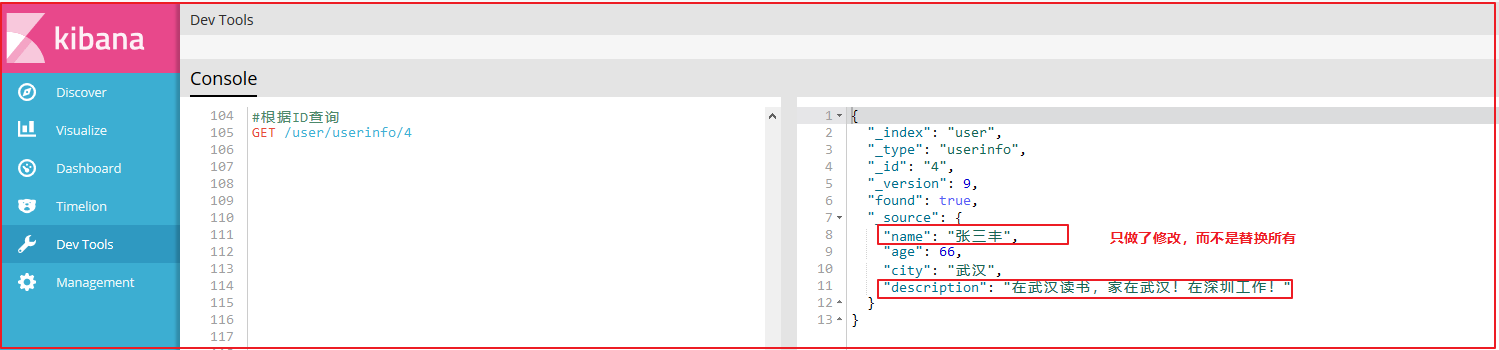 kibana
Discover
Visualize
Dashboard
Timelion
Dev Tools
Management
Dev Tools
Console
104 #根据ID查询
105 GET /user/userinfo/4
106
107
108
109
110
111
112
113
114
115
116
117
1 {
2 "_index": "user",
3 "_type": "userinfo",
4 "_id": "4",
5 "_version": 9,
6 "found": true,
7 "_source": {
8 "name": "张三丰",
9 "age": 66,
10 "city": "武汉",
11 "description": "在武汉读书，家在武汉！在深圳工作！"
12 }
13 }
只做了修改，而不是替换所有